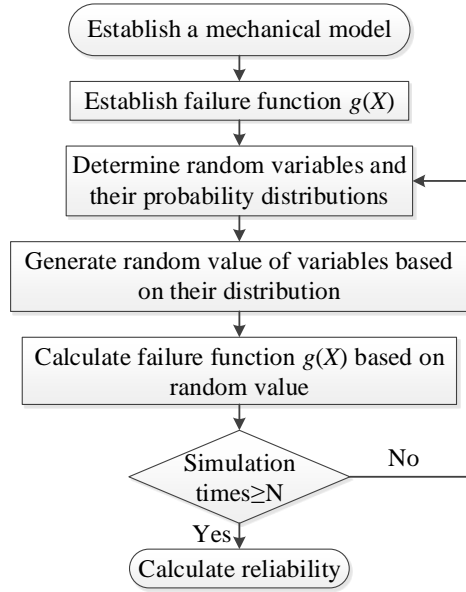 Establish a mechanical model
Establish failure function g(X)
Determine random variables and
their probability distributions
Generate random value of variables based
on their distribution
Calculate failure function g(X) based on
random value
Simulation
times≥N
No
Yes
Calculate reliability